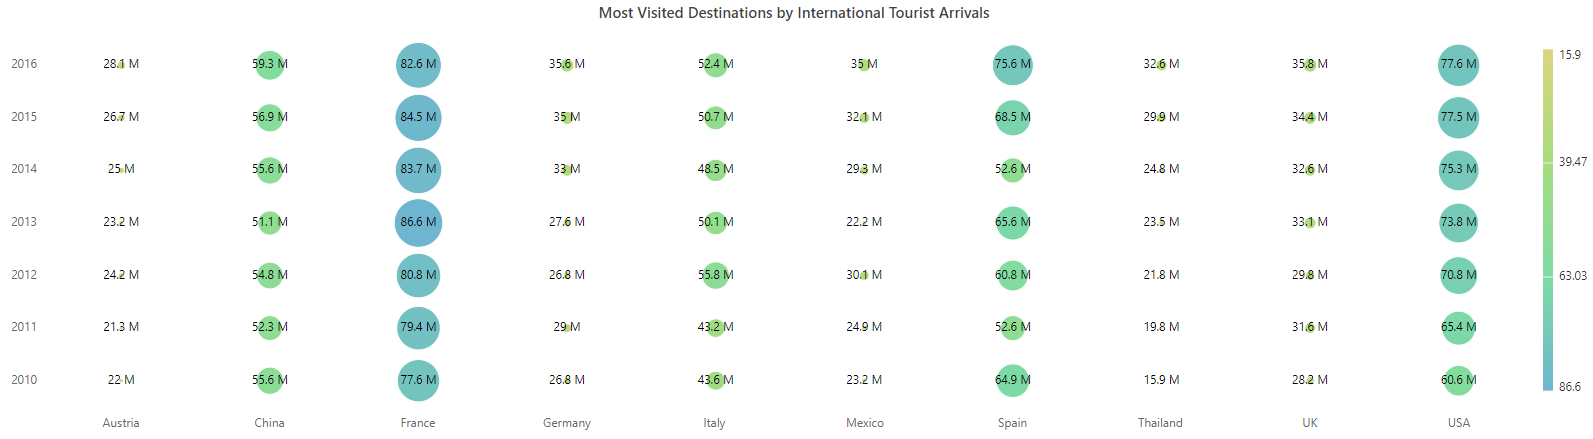 Most Visited Destinations by International Tourist Arrivals
2016 28.1 M 59.3 M 82.6 M 35.6 M 52.4 M 35 M 75.6 M 32.6 M 35.8 M 77.6 M
2015 26.7 M 56.9 M 84.5 M 35 M 50.7 M 32.1 M 68.5 M 29.9 M 34.4 M 77.5 M
2014 25 M 55.6 M 83.7 M 33 M 48.5 M 29.3 M 52.6 M 24.8 M 32.6 M 75.3 M
2013 23.2 M 51.1 M 86.6 M 27.6 M 50.1 M 22.2 M 65.6 M 23.5 M 33.1 M 73.8 M
2012 24.2 M 54.8 M 80.8 M 26.8 M 55.8 M 30.1 M 60.8 M 21.8 M 29.8 M 70.8 M
2011 21.3 M 52.3 M 79.4 M 29 M 43.2 M 24.9 M 52.6 M 19.8 M 31.6 M 65.4 M
2010 22 M 55.6 M 77.6 M 26.8 M 43.6 M 23.2 M 64.9 M 15.9 M 28.2 M 60.6 M
Austria China France Germany Italy Mexico Spain Thailand UK USA
15.9
39.47
63.03
86.6